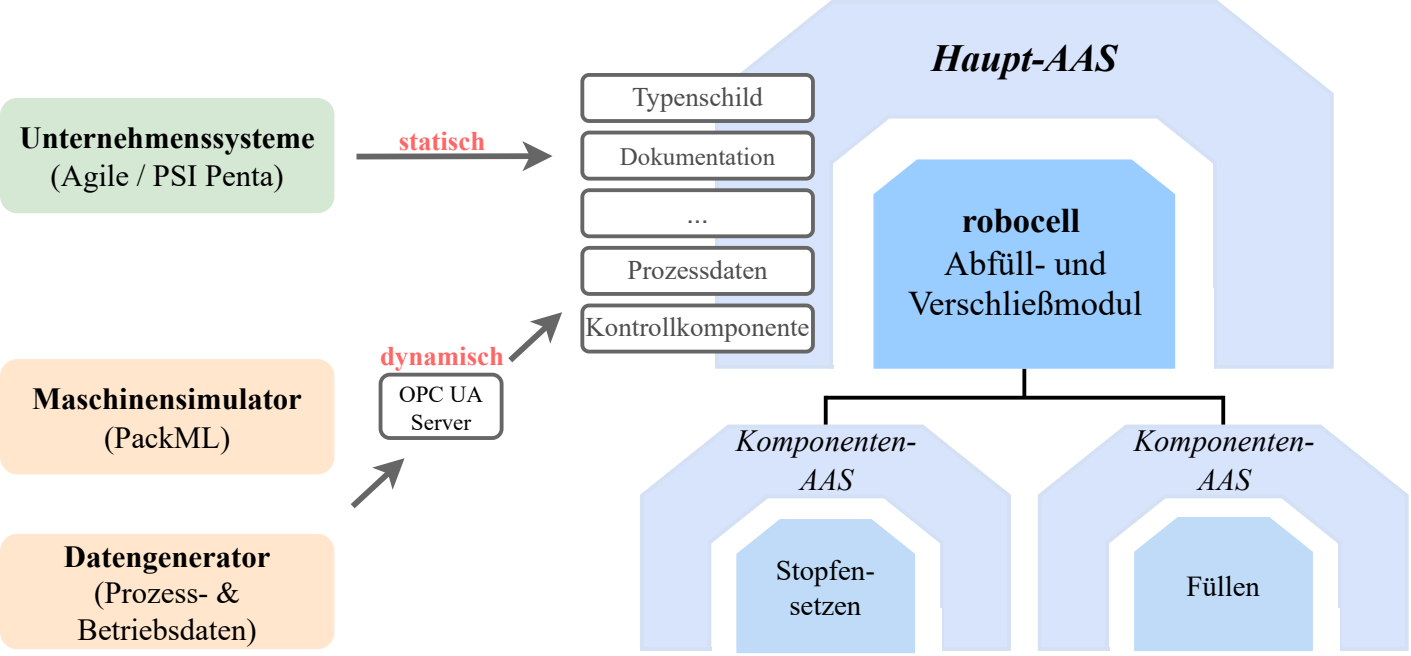 Haupt-AAS
Unternehmenssysteme
(Agile / PSI Penta)
statisch
Typenschild
Dokumentation
...
Prozessdaten
Kontrollkomponente
robocell
Abfüll- und
Verschließmodul
Maschinensimulator
(PackML)
dynamisch
OPC UA
Server
Datengenerator
(Prozess- &
Betriebsdaten)
Komponenten-
AAS
Stopfen-
setzen
Komponenten-
AAS
Füllen